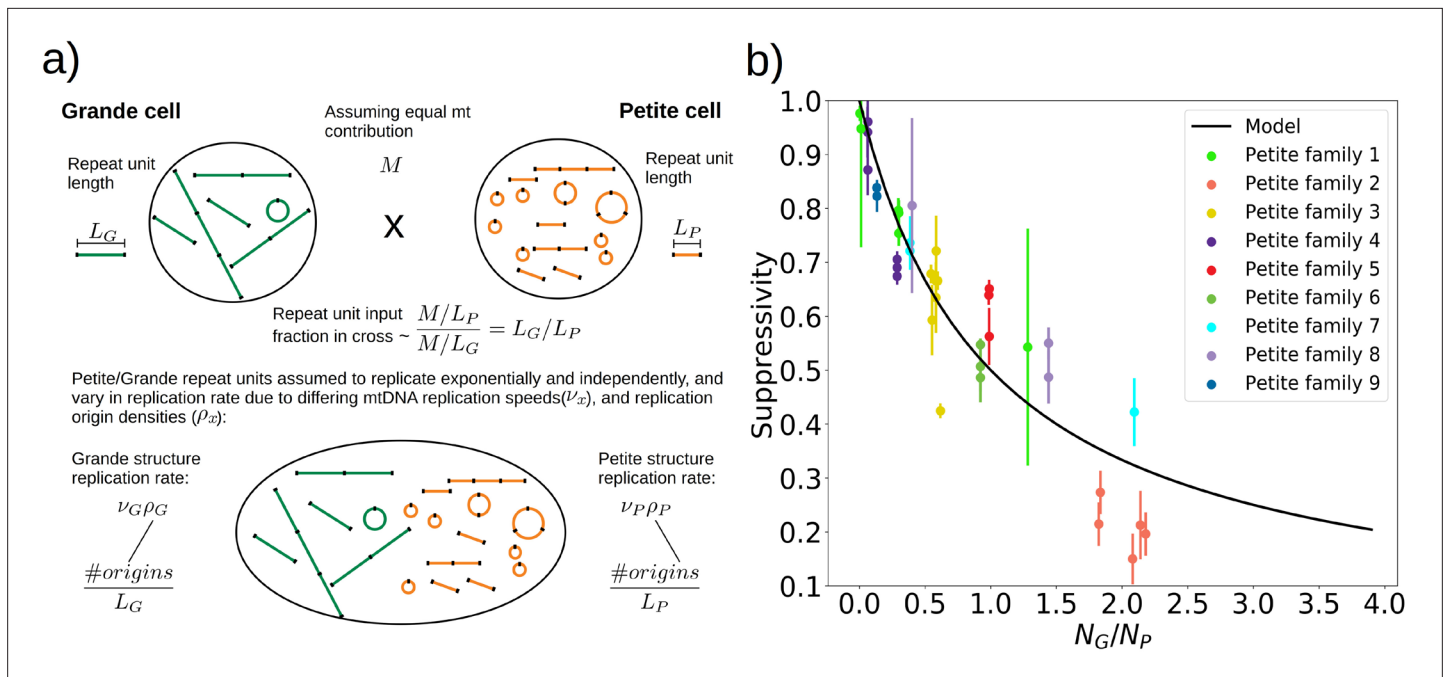 a)
Grande cell
Assuming equal mt
contribution
Petite cell
Repeat unit
length
M
Repeat unit
length
L_G
X
L_P
Repeat unit input
fraction in cross ~ \frac{M/L_P}{M/L_G} = L_G/L_P
Petite/Grande repeat units assumed to replicate exponentially and independently, and
vary in replication rate due to differing mtDNA replication speeds(ν_x), and replication
origin densities (ρ_x):
Grande structure
replication rate:
ν_Gρ_G
#origins
L_G
Petite structure
replication rate:
ν_Pρ_P
#origins
L_P
b)
Suppressivity
1.0
0.9
0.8
0.7
0.6
0.5
0.4
0.3
0.2
0.1
0.0 0.5 1.0 1.5 2.0 2.5 3.0 3.5 4.0
N_G/N_P
Model
Petite family 1
Petite family 2
Petite family 3
Petite family 4
Petite family 5
Petite family 6
Petite family 7
Petite family 8
Petite family 9